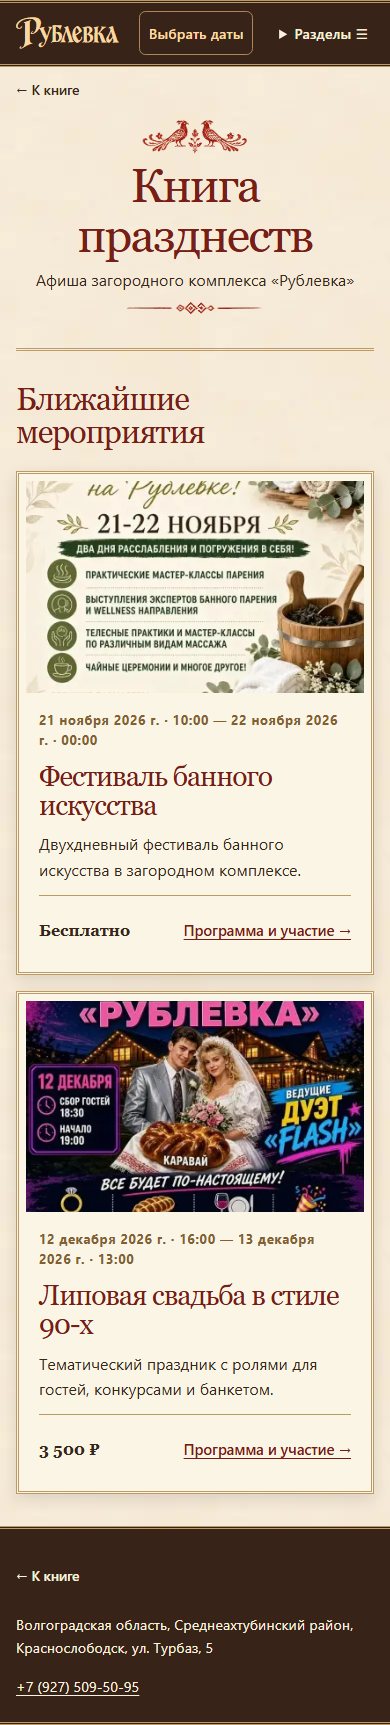 Рублевка
Выбрать даты
▶ Разделы ☰
← К книге
Книга
празднеств
Афиша загородного комплекса «Рублевка»
Ближайшие
мероприятия
на Рублевке!
21-22 НОЯБРЯ
ДВА ДНЯ РАССЛАБЛЕНИЯ И ПОГРУЖЕНИЯ В СЕБЯ!
ПРАКТИЧЕСКИЕ МАСТЕР-КЛАССЫ ПАРЕНИЯ
ВЫСТУПЛЕНИЯ ЭКСПЕРТОВ БАННОГО ПАРЕНИЯ
И WELLNESS НАПРАВЛЕНИЯ
ТЕЛЕСНЫЕ ПРАКТИКИ И МАСТЕР-КЛАССЫ
ПО РАЗЛИЧНЫМ ВИДАМ МАССАЖА
ЧАЙНЫЕ ЦЕРЕМОНИИ И МНОГОЕ ДРУГОЕ!
21 ноября 2026 г. · 10:00 — 22 ноября 2026
г. · 00:00
Фестиваль банного
искусства
Двухдневный фестиваль банного
искусства в загородном комплексе.
Бесплатно
Программа и участие →
«РУБЛЕВКА»
12 ДЕКАБРЯ
СБОР ГОСТЕЙ
18:30
НАЧАЛО
19:00
ВЕДУЩИЕ
ДУЭТ
«FLASH»
КАРАВАЙ
ВСЕ БУДЕТ ПО-НАСТОЯЩЕМУ!
12 декабря 2026 г. · 16:00 — 13 декабря
2026 г. · 13:00
Липовая свадьба в стиле
90-х
Тематический праздник с ролями для
гостей, конкурсами и банкетом.
3 500 ₽
Программа и участие →
← К книге
Волгоградская область, Среднеахтубинский район,
Краснослободск, ул. Турбаз, 5
+7 (927) 509-50-95